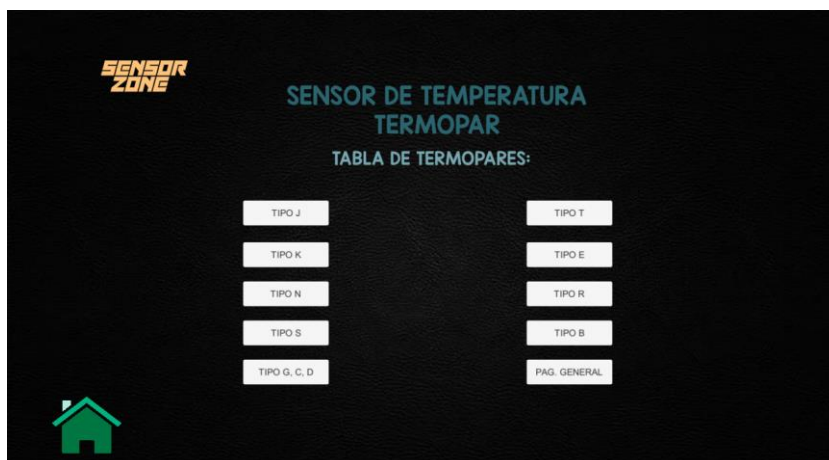 SENSOR
ZONE
SENSOR DE TEMPERATURA
TERMOPAR
TABLA DE TERMOPARES:
TIPO J
TIPO T
TIPO K
TIPO E
TIPO N
TIPO R
TIPO S
TIPO B
TIPO G, C, D
PAG. GENERAL